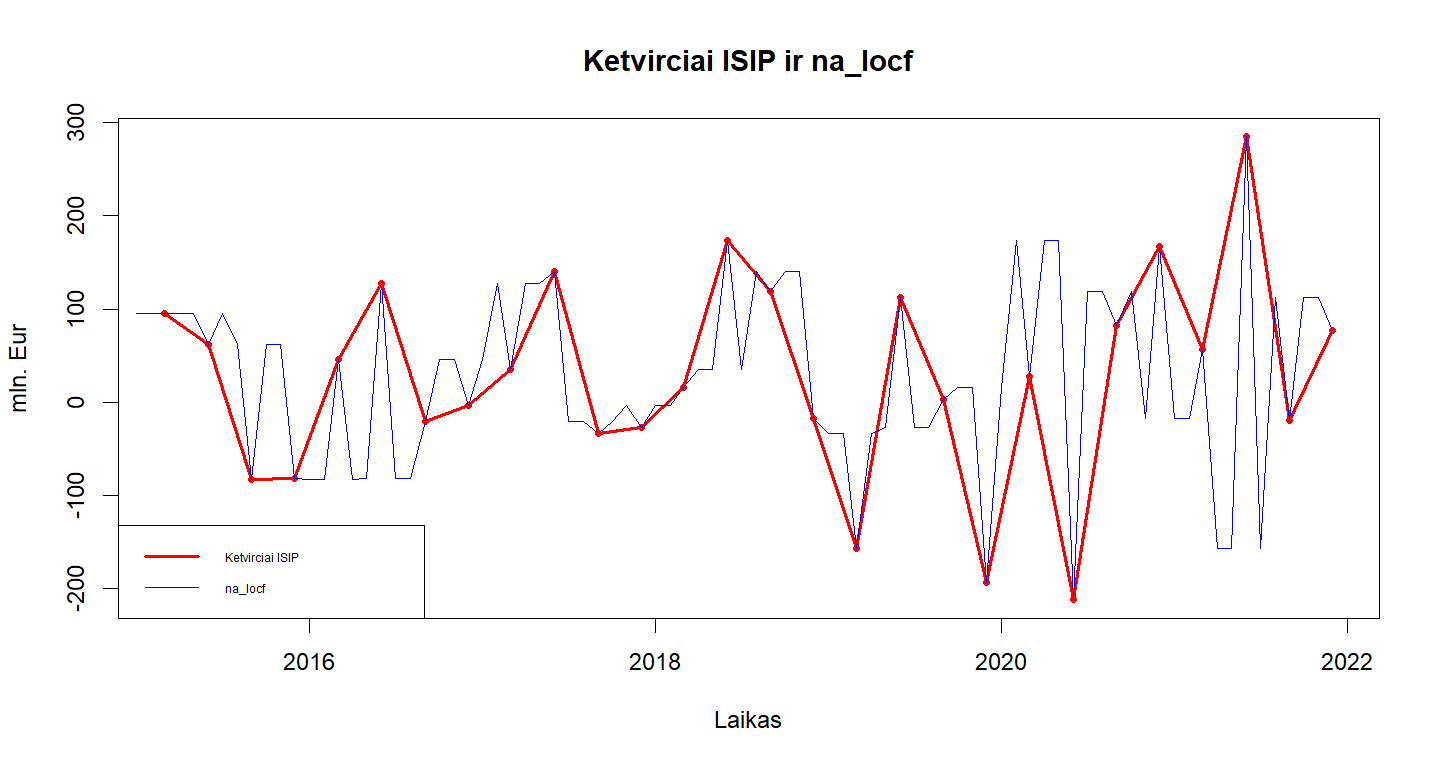 Ketvirciai ISIP ir na_locf
mln. Eur
300
200
100
0
-100
-200
Ketvirciai ISIP
na_locf
2016
2018
2020
2022
Laikas